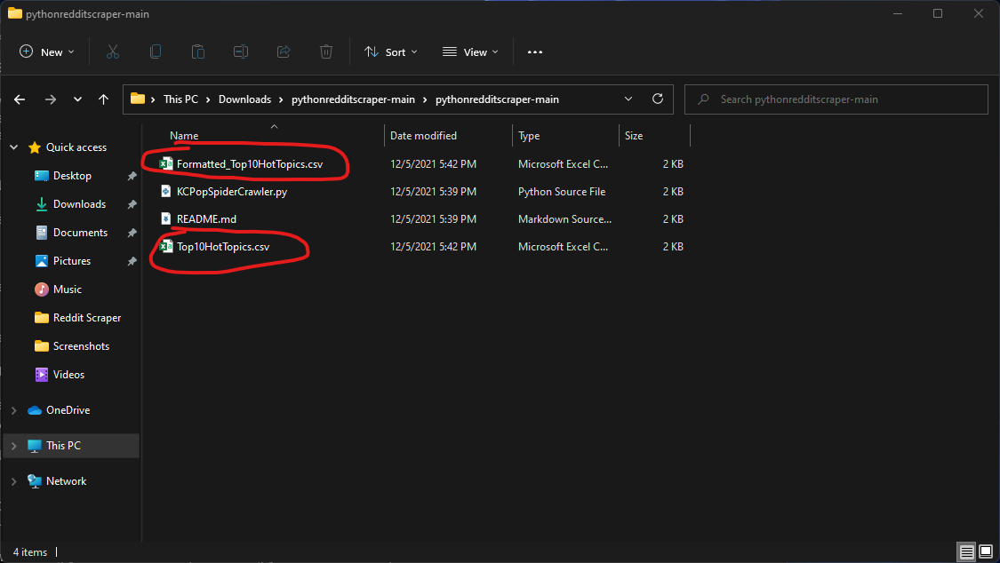 pythonredditscraper-main
New
Sort
View
This PC
Downloads
pythonredditscraper-main
pythonredditscraper-main
Search pythonredditscraper-main
Name
Date modified
Type
Size
Formatted_Top10HotTopics.csv
12/5/2021 5:42 PM
Microsoft Excel C...
2 KB
KCPopSpiderCrawler.py
12/5/2021 5:39 PM
Python Source File
2 KB
README.md
12/5/2021 5:39 PM
Markdown Source...
2 KB
Top10HotTopics.csv
12/5/2021 5:42 PM
Microsoft Excel C...
2 KB
Quick access
Desktop
Downloads
Documents
Pictures
Music
Reddit Scraper
Screenshots
Videos
OneDrive
This PC
Network
4 items